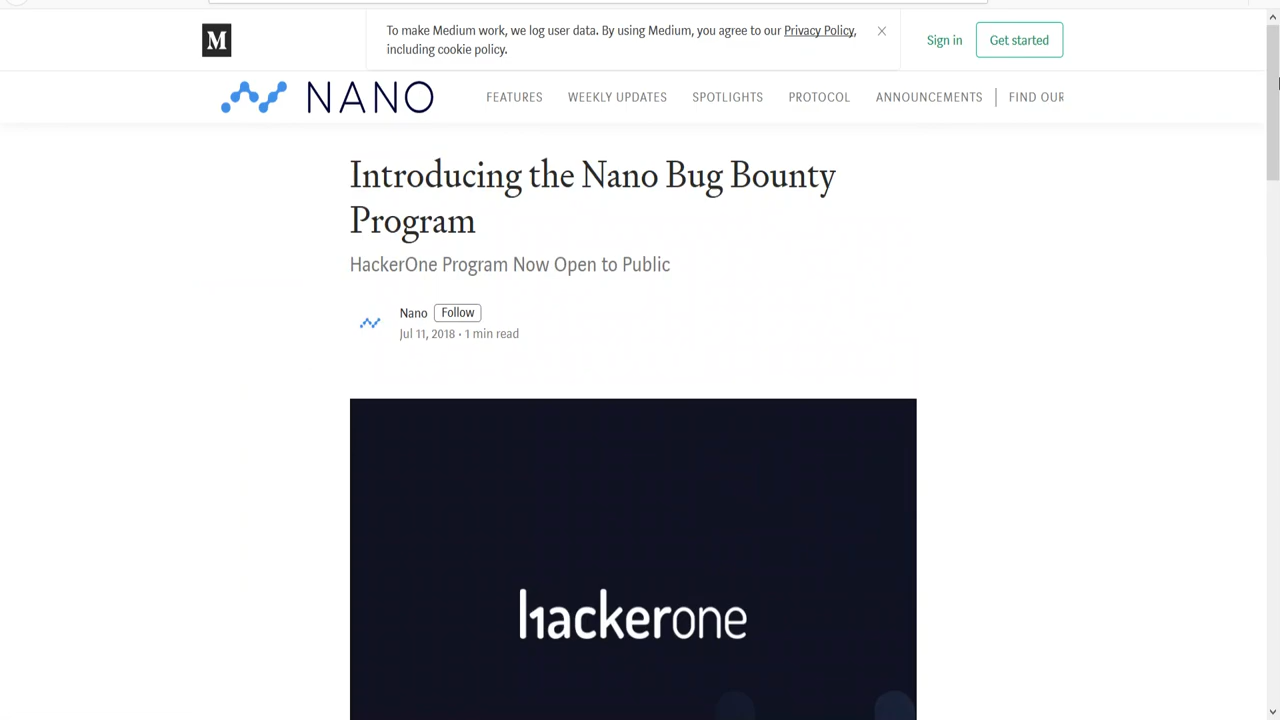 M
To make Medium work, we log user data. By using Medium, you agree to our Privacy Policy,
including cookie policy.
Sign in
Get started
NANO
FEATURES
WEEKLY UPDATES
SPOTLIGHTS
PROTOCOL
ANNOUNCEMENTS
FIND OUR
Introducing the Nano Bug Bounty
Program
HackerOne Program Now Open to Public
Nano
Follow
Jul 11, 2018 · 1 min read
hackerone